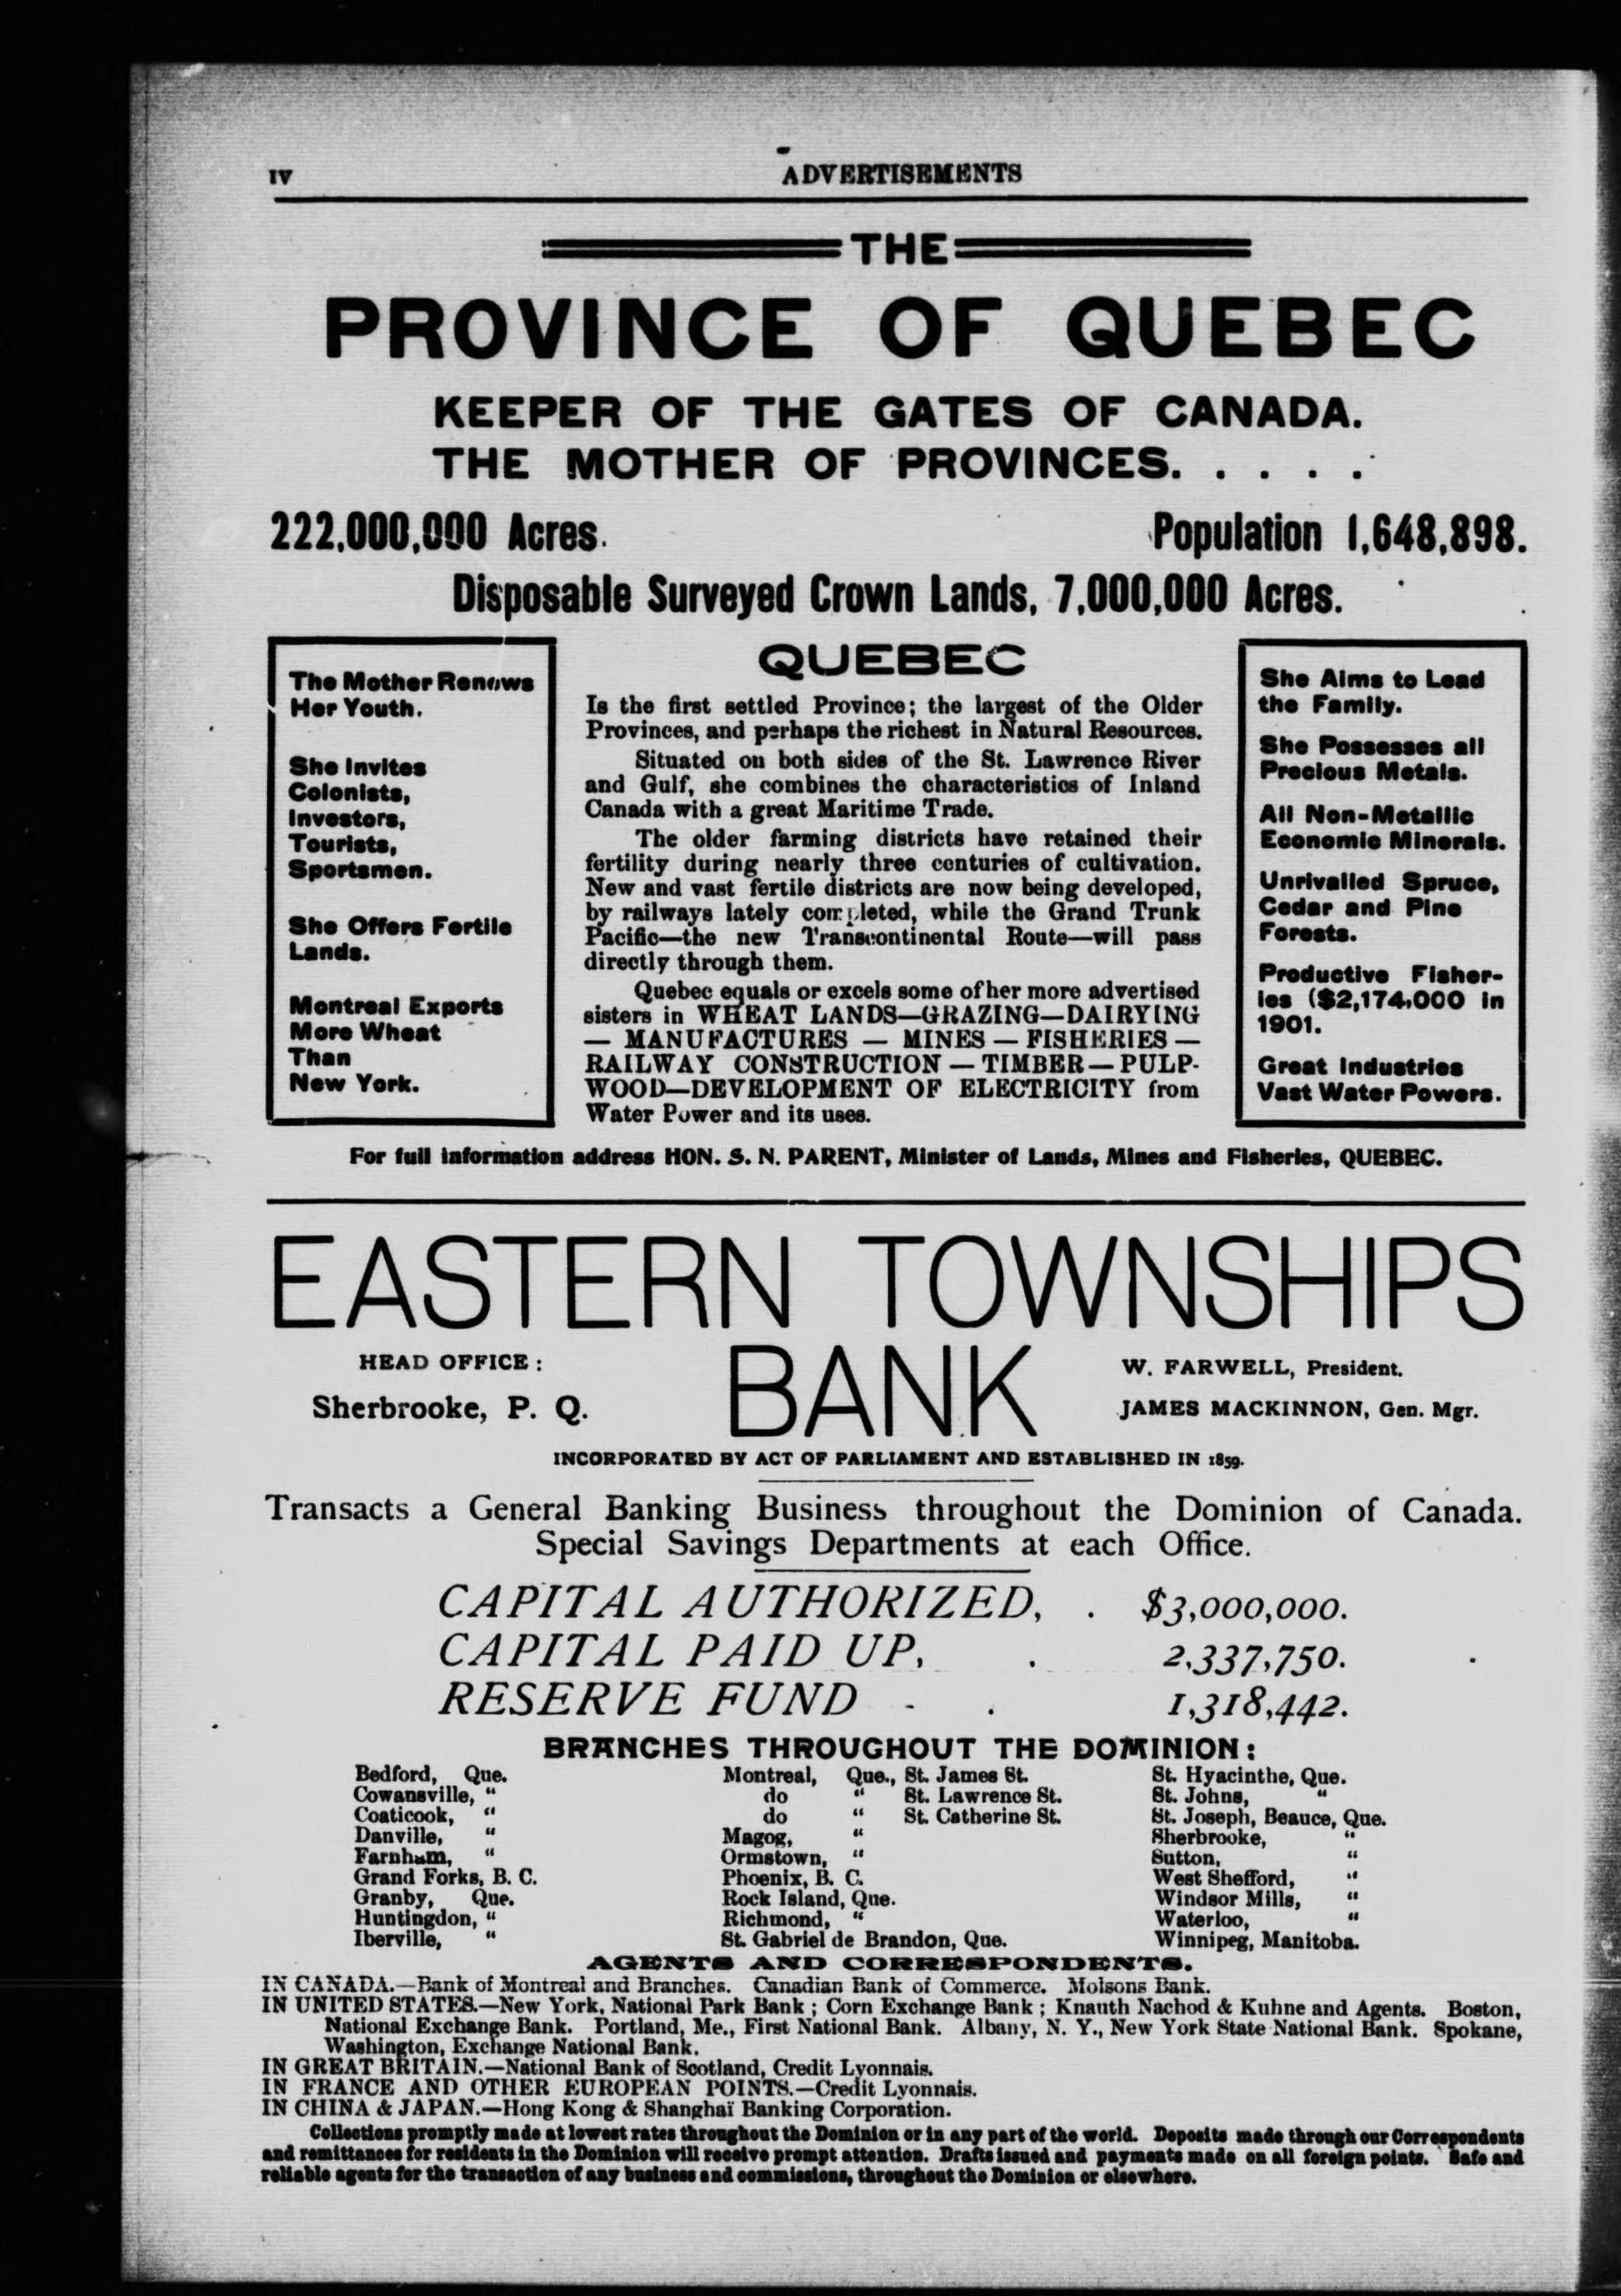 IV
ADVERTISEMENTS
THE
PROVINCE OF QUEBEC
KEEPER OF THE GATES OF CANADA.
THE MOTHER OF PROVINCES. . . . .
222,000,000 Acres.
Population 1,648,898.
Disposable Surveyed Crown Lands, 7,000,000 Acres.
The Mother Renews
Her Youth.
She Invites
Colonists,
Investors,
Tourists,
Sportsmen.
She Offers Fertile
Lands.
Montreal Exports
More Wheat
Than
New York.
QUEBEC
Is the first settled Province; the largest of the Older
Provinces, and perhaps the richest in Natural Resources.
Situated on both sides of the St. Lawrence River
and Gulf, she combines the characteristics of Inland
Canada with a great Maritime Trade.
The older farming districts have retained their
fertility during nearly three centuries of cultivation.
New and vast fertile districts are now being developed,
by railways lately completed, while the Grand Trunk
Pacific—the new Transcontinental Route—will pass
directly through them.
Quebec equals or excels some of her more advertised
sisters in WHEAT LANDS—GRAZING—DAIRYING
— MANUFACTURES — MINES — FISHERIES —
RAILWAY CONSTRUCTION — TIMBER — PULP-
WOOD—DEVELOPMENT OF ELECTRICITY from
Water Power and its uses.
She Aims to Lead
the Family.
She Possesses all
Precious Metals.
All Non-Metallic
Economic Minerals.
Unrivalled Spruce,
Cedar and Pine
Forests.
Productive Fisher-
ies ($2,174,000 in
1901.
Great Industries
Vast Water Powers.
For full information address HON. S. N. PARENT, Minister of Lands, Mines and Fisheries, QUEBEC.
EASTERN TOWNSHIPS
BANK
HEAD OFFICE :
Sherbrooke, P. Q.
W. FARWELL, President.
JAMES MACKINNON, Gen. Mgr.
INCORPORATED BY ACT OF PARLIAMENT AND ESTABLISHED IN 1859.
Transacts a General Banking Business throughout the Dominion of Canada.
Special Savings Departments at each Office.
CAPITAL AUTHORIZED, . $3,000,000.
CAPITAL PAID UP, . 2,337,750.
RESERVE FUND - . 1,318,442.
BRANCHES THROUGHOUT THE DOMINION :
Bedford, Que.
Cowansville, "
Coaticook, "
Danville, "
Farnham, "
Grand Forks, B. C.
Granby, Que.
Huntingdon, "
Iberville, "
Montreal, Que., St. James St.
do " St. Lawrence St.
do " St. Catherine St.
Magog, "
Ormstown, "
Phoenix, B. C.
Rock Island, Que.
Richmond, "
St. Gabriel de Brandon, Que.
St. Hyacinthe, Que.
St. Johns, "
St. Joseph, Beauce, Que.
Sherbrooke, "
Sutton, "
West Shefford, "
Windsor Mills, "
Waterloo, "
Winnipeg, Manitoba.
AGENTS AND CORRESPONDENTS.
IN CANADA.—Bank of Montreal and Branches. Canadian Bank of Commerce. Molsons Bank.
IN UNITED STATES.—New York, National Park Bank ; Corn Exchange Bank ; Knauth Nachod & Kuhne and Agents. Boston,
National Exchange Bank. Portland, Me., First National Bank. Albany, N. Y., New York State National Bank. Spokane,
Washington, Exchange National Bank.
IN GREAT BRITAIN.—National Bank of Scotland, Credit Lyonnais.
IN FRANCE AND OTHER EUROPEAN POINTS.—Credit Lyonnais.
IN CHINA & JAPAN.—Hong Kong & Shanghaï Banking Corporation.
Collections promptly made at lowest rates throughout the Dominion or in any part of the world. Deposits made through our Correspondents
and remittances for residents in the Dominion will receive prompt attention. Drafts issued and payments made on all foreign points. Safe and
reliable agents for the transaction of any business and commissions, throughout the Dominion or elsewhere.